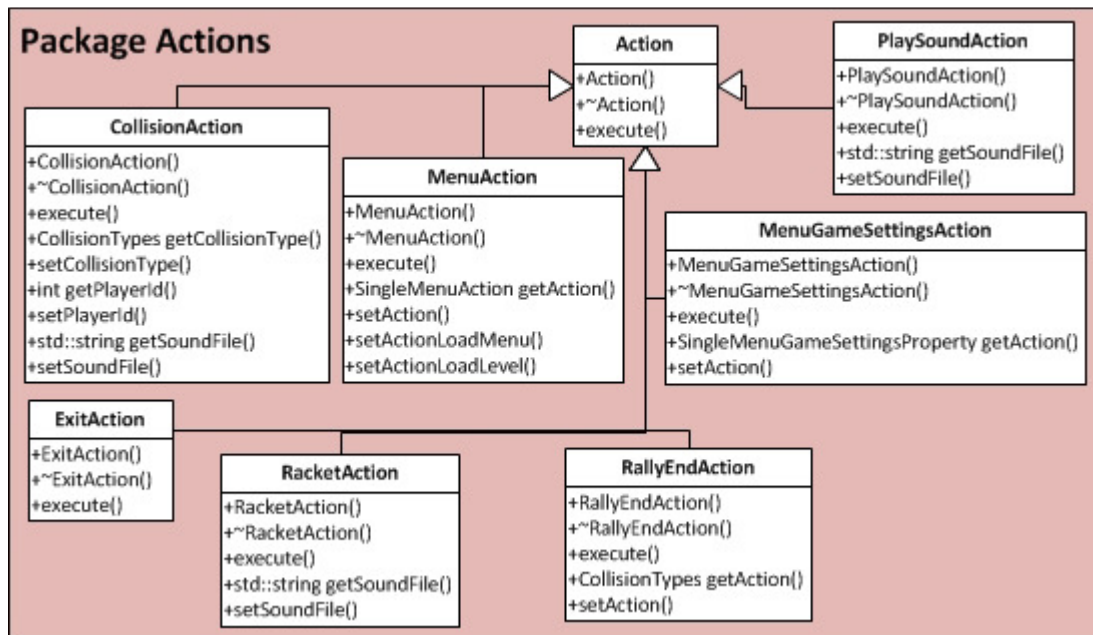 Package Actions
Action
+Action()
+~Action()
+execute()
PlaySoundAction
+PlaySoundAction()
+~PlaySoundAction()
+execute()
+std::string getSoundFile()
+setSoundFile()
CollisionAction
+CollisionAction()
+~CollisionAction()
+execute()
+CollisionTypes getCollisionType()
+setCollisionType()
+int getPlayerId()
+setPlayerId()
+std::string getSoundFile()
+setSoundFile()
MenuAction
+MenuAction()
+~MenuAction()
+execute()
+SingleMenuAction getAction()
+setAction()
+setActionLoadMenu()
+setActionLoadLevel()
MenuGameSettingsAction
+MenuGameSettingsAction()
+~MenuGameSettingsAction()
+execute()
+SingleMenuGameSettingsProperty getAction()
+setAction()
ExitAction
+ExitAction()
+~ExitAction()
+execute()
RacketAction
+RacketAction()
+~RacketAction()
+execute()
+std::string getSoundFile()
+setSoundFile()
RallyEndAction
+RallyEndAction()
+~RallyEndAction()
+execute()
+CollisionTypes getAction()
+setAction()